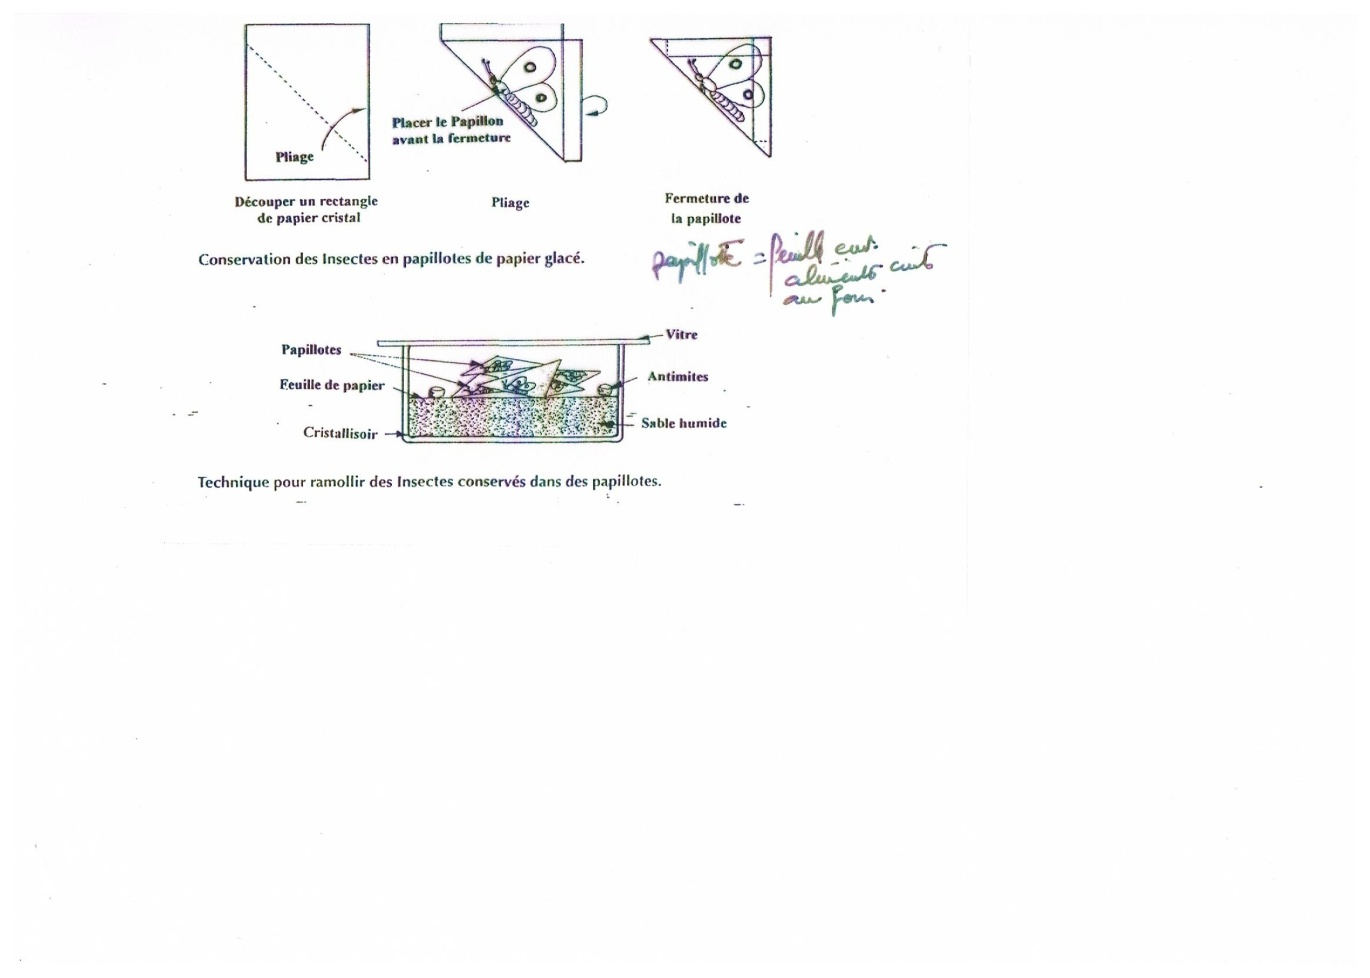 Pliage
Placer le Papillon
avant la fermeture
Découper un rectangle
de papier cristal
Pliage
Fermeture de
la papillote
Conservation des Insectes en papillotes de papier glacé.
papillote = feuille
aliments cuits
au four
Vitre
Papillotes
Antimites
Feuille de papier
Sable humide
Cristallisoir
Technique pour ramollir des Insectes conservés dans des papillotes.